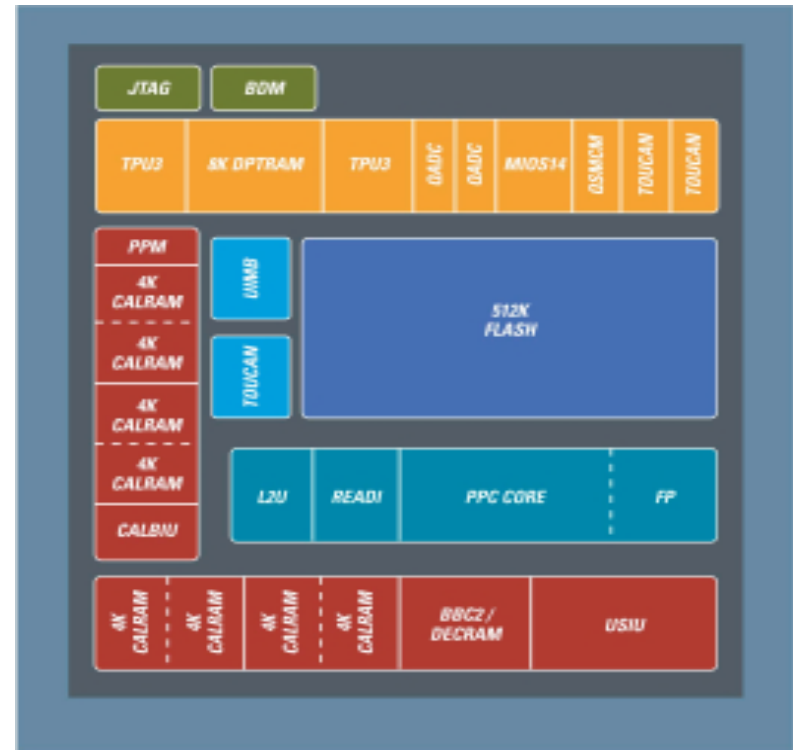 JTAG
BDM
TPU3
8K DPTRAM
TPU3
QADC
QADC
MIOS14
QSMCM
TOUCAN
TOUCAN
PPM
4K
CALRAM
4K
CALRAM
4K
CALRAM
4K
CALRAM
CALBIU
UIMB
TOUCAN
512K
FLASH
L2U
READI
PPC CORE
FP
4K
CALRAM
4K
CALRAM
4K
CALRAM
4K
CALRAM
BBC2 /
DECRAM
USIU